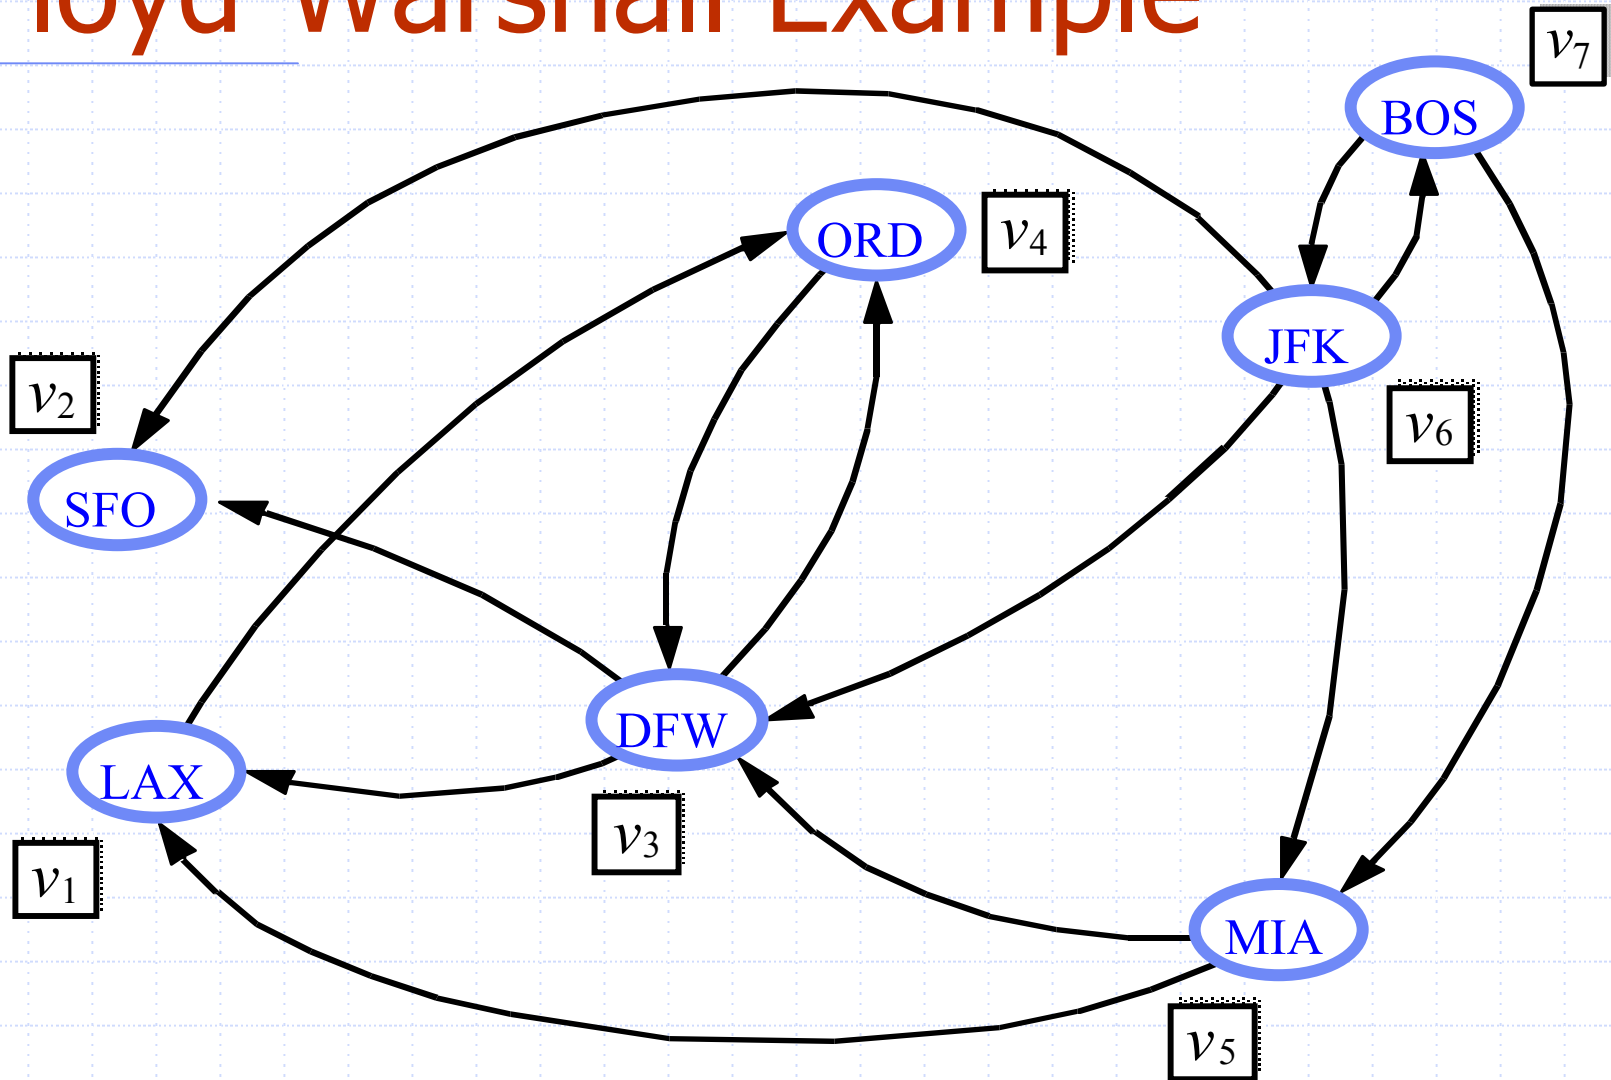 loyd Warshall Example
v7
BOS
ORD
v4
JFK
v2
v6
SFO
DFW
LAX
v3
v1
MIA
v5